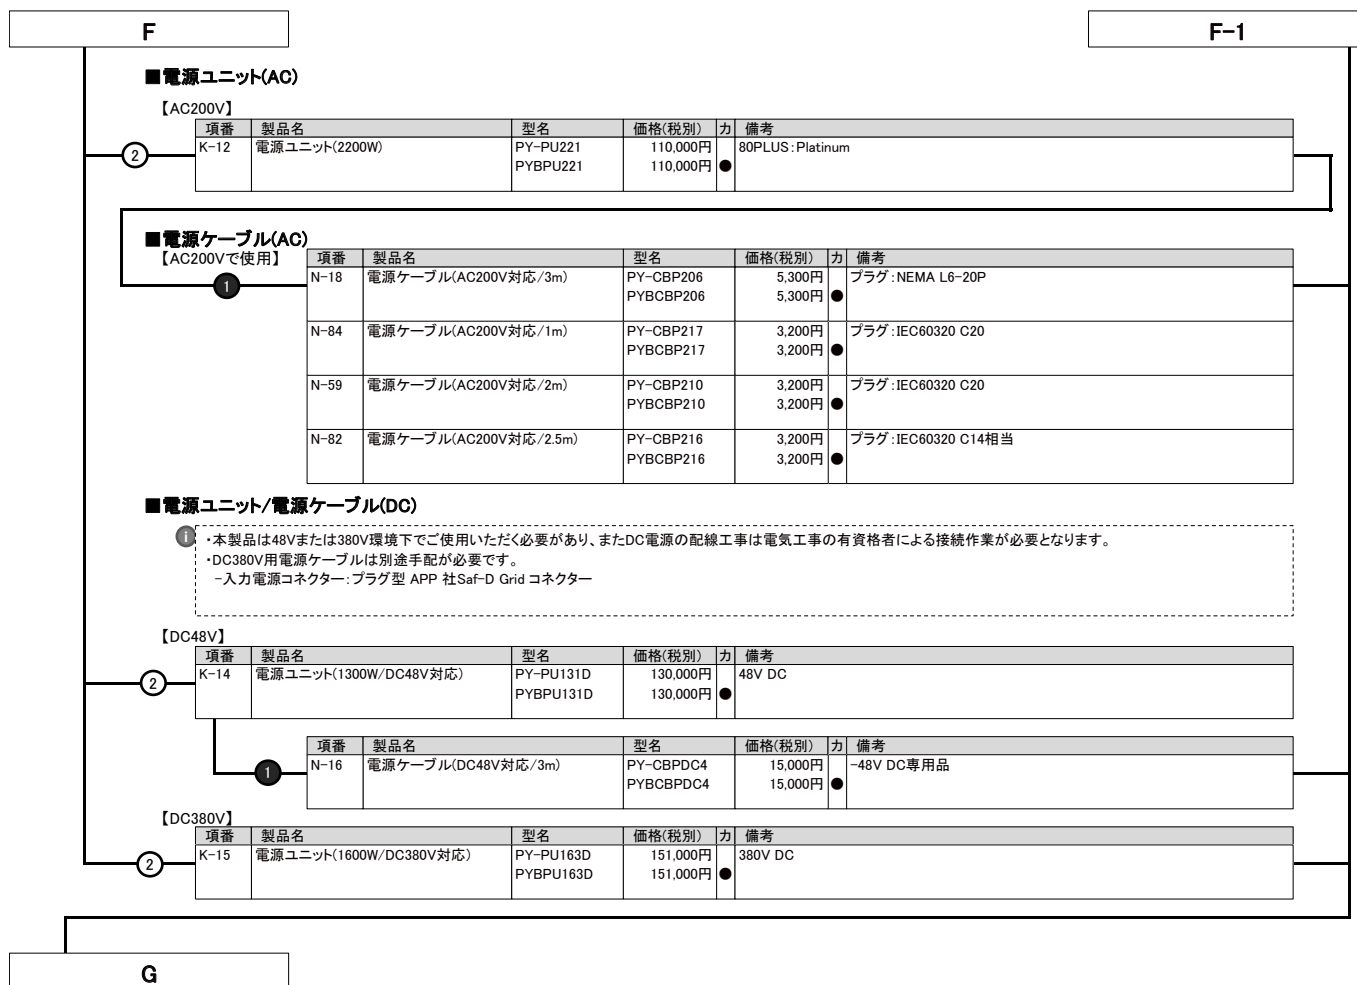 F
F-1
■電源ユニット(AC)
【AC200V】
項番 製品名 型名 価格(税別) カ 備考
② K-12 電源ユニット(2200W) PY-PU221 110,000円 80PLUS:Platinum
PYBPU221 110,000円 ●
■電源ケーブル(AC)
【AC200Vで使用】 項番 製品名 型名 価格(税別) カ 備考
❶ N-18 電源ケーブル(AC200V対応/3m) PY-CBP206 5,300円 プラグ:NEMA L6-20P
PYBCBP206 5,300円 ●
N-84 電源ケーブル(AC200V対応/1m) PY-CBP217 3,200円 プラグ:IEC60320 C20
PYBCBP217 3,200円 ●
N-59 電源ケーブル(AC200V対応/2m) PY-CBP210 3,200円 プラグ:IEC60320 C20
PYBCBP210 3,200円 ●
N-82 電源ケーブル(AC200V対応/2.5m) PY-CBP216 3,200円 プラグ:IEC60320 C14相当
PYBCBP216 3,200円 ●
■電源ユニット/電源ケーブル(DC)
i ・本製品は48Vまたは380V環境下でご使用いただく必要があり、またDC電源の配線工事は電気工事の有資格者による接続作業が必要となります。
・DC380V用電源ケーブルは別途手配が必要です。
-入力電源コネクター:プラグ型 APP 社Saf-D Grid コネクター
【DC48V】
項番 製品名 型名 価格(税別) カ 備考
② K-14 電源ユニット(1300W/DC48V対応) PY-PU131D 130,000円 48V DC
PYBPU131D 130,000円 ●
項番 製品名 型名 価格(税別) カ 備考
❶ N-16 電源ケーブル(DC48V対応/3m) PY-CBPDC4 15,000円 -48V DC専用品
PYBCBPDC4 15,000円 ●
【DC380V】
項番 製品名 型名 価格(税別) カ 備考
② K-15 電源ユニット(1600W/DC380V対応) PY-PU163D 151,000円 380V DC
PYBPU163D 151,000円 ●
G